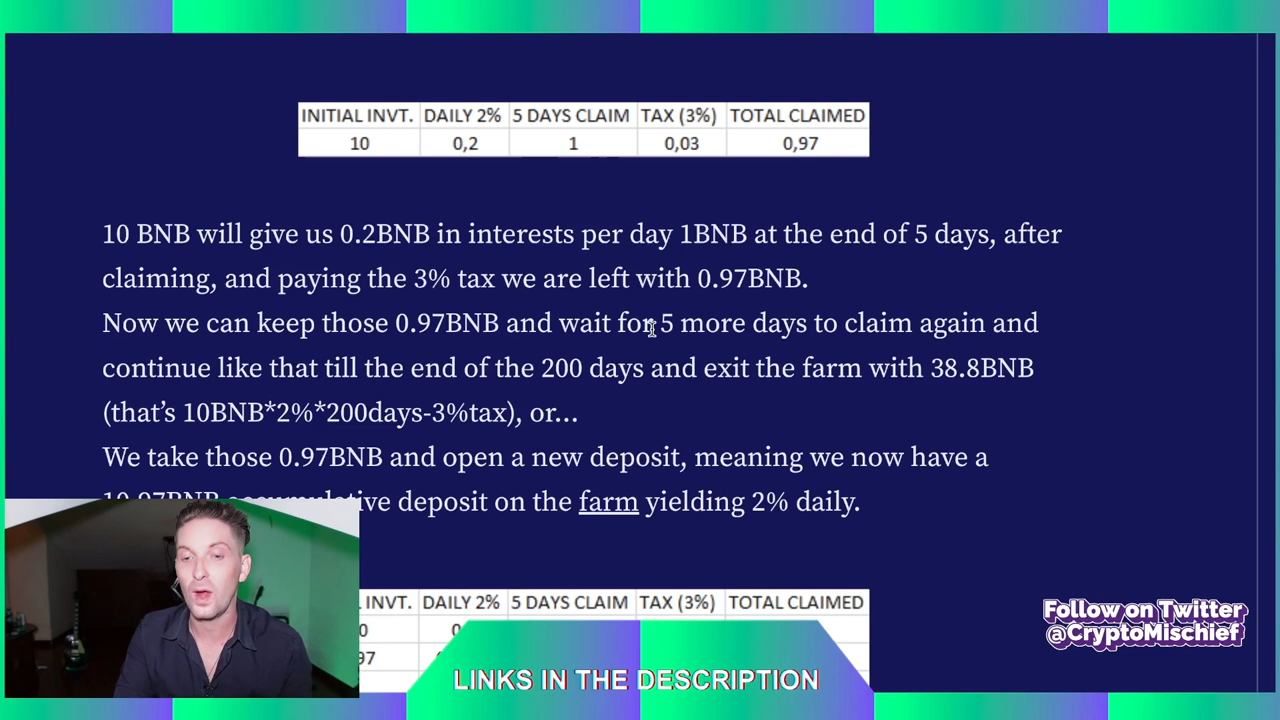 INITIAL INVT. DAILY 2% 5 DAYS CLAIM TAX (3%) TOTAL CLAIMED
10 0,2 1 0,03 0,97
10 BNB will give us 0.2BNB in interests per day 1BNB at the end of 5 days, after
claiming, and paying the 3% tax we are left with 0.97BNB.
Now we can keep those 0.97BNB and wait for 5 more days to claim again and
continue like that till the end of the 200 days and exit the farm with 38.8BNB
(that’s 10BNB*2%*200days-3%tax), or…
We take those 0.97BNB and open a new deposit, meaning we now have a
deposit on the farm yielding 2% daily.
INVT. DAILY 2% 5 DAYS CLAIM TAX (3%) TOTAL CLAIMED
Follow on Twitter
@CryptoMischief
LINKS IN THE DESCRIPTION